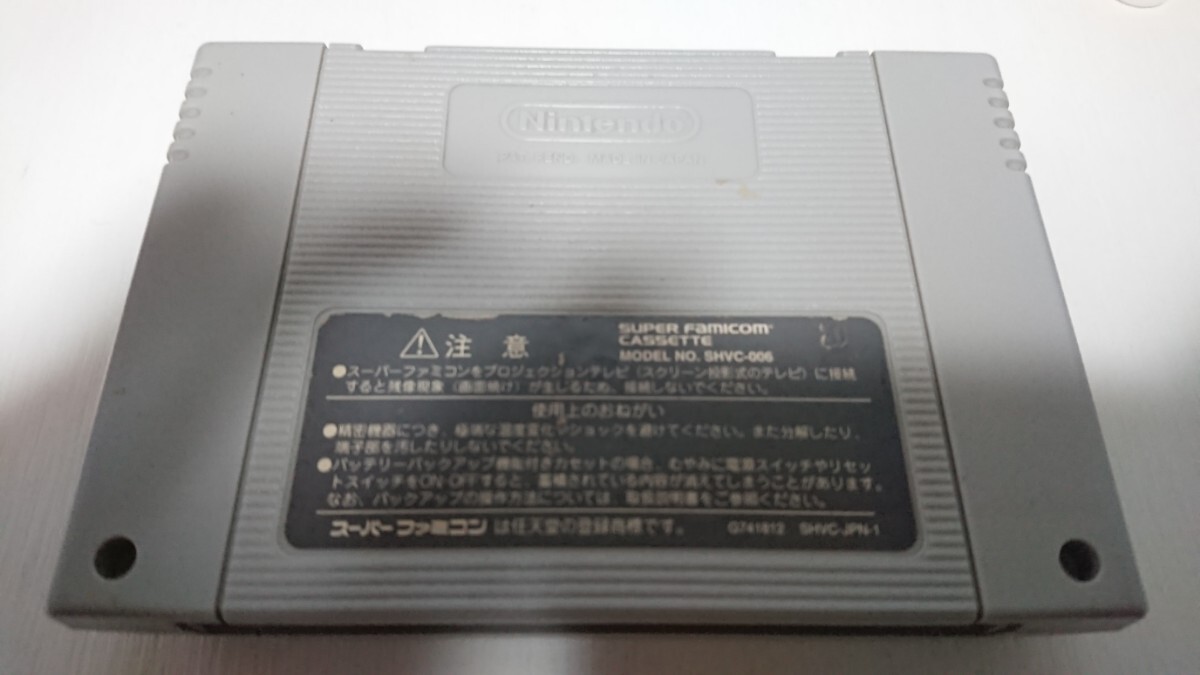 Nintendo
⚠注意
SUPER FAMICOM
CASSETTE
MODEL NO. SHVC-006
●スーパーファミコンをプロジェクションテレビ（スクリーン投影式のテレビ）に接続
すると残像現象（画面焼け）が生じるため、接続しないでください。
使用上のおねがい
●精密機器につき、極端な温度変化やショックを避けてください。また分解したり、
端子部を汚したりしないでください。
●バッテリーバックアップ機能付きカセットの場合、むやみに電源スイッチやリセッ
トスイッチをON・OFFすると、蓄積されている内容が消えてしまうことがあります。
なお、バックアップの操作方法については、取扱説明書をご参照ください。
スーパーファミコンは任天堂の登録商標です。
G741812 SHVC-JPN-1